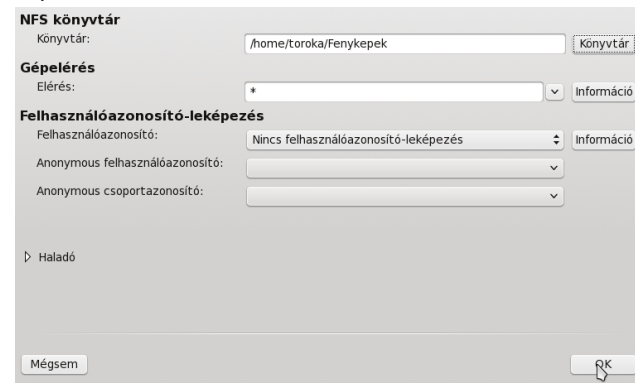 NFS könyvtár
Könyvtár: /home/toroka/Fenykepek Könyvtár
Gépelérés
Elérés: * Információ
Felhasználóazonosító-leképezés
Felhasználóazonosító: Nincs felhasználóazonosító-leképezés Információ
Anonymous felhasználóazonosító:
Anonymous csoportazonosító:
Haladó
Mégsem OK